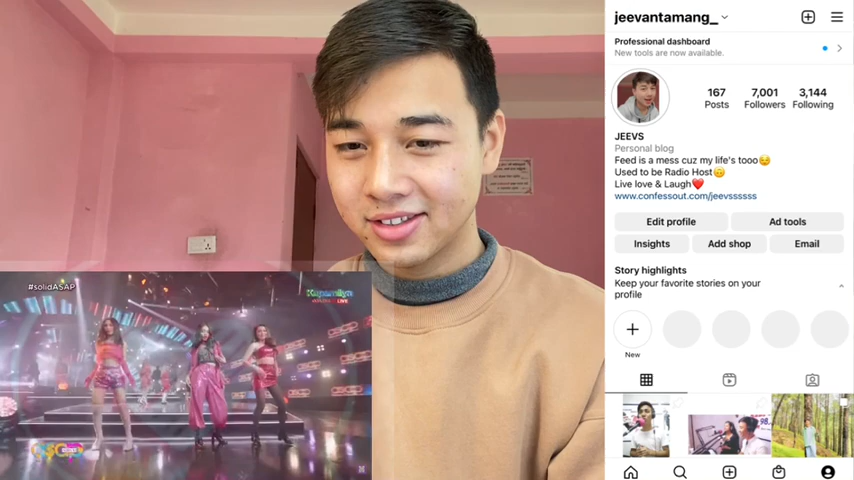 #solidASAP
Kapamilya
LIVE
jeevantamang_
Professional dashboard
New tools are now available.
167 7,001 3,144
Posts Followers Following
JEEVS
Personal blog
Feed is a mess cuz my life's tooo😌
Used to be Radio Host🙃
Live love & Laugh❤️
www.confessout.com/jeevssssss
Edit profile Ad tools
Insights Add shop Email
Story highlights
Keep your favorite stories on your
profile
New